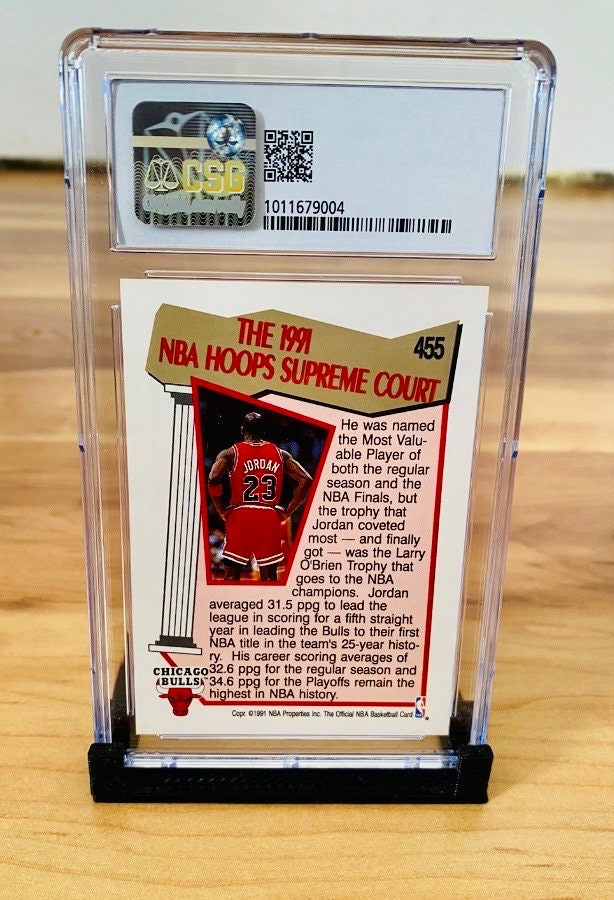 CSG
1011679004
THE 1991
NBA HOOPS SUPREME COURT
455
JORDAN
23
He was named
the Most Valu-
able Player of
both the regular
season and the
NBA Finals, but
the trophy that
Jordan coveted
most — and finally
got — was the Larry
O'Brien Trophy that
goes to the NBA
champions. Jordan
averaged 31.5 ppg to lead the
league in scoring for a fifth straight
year in leading the Bulls to their first
NBA title in the team's 25-year histo-
ry. His career scoring averages of
32.6 ppg for the regular season and
34.6 ppg for the Playoffs remain the
highest in NBA history.
CHICAGO
BULLS
Copr. ©1991 NBA Properties Inc. The Official NBA Basketball Card